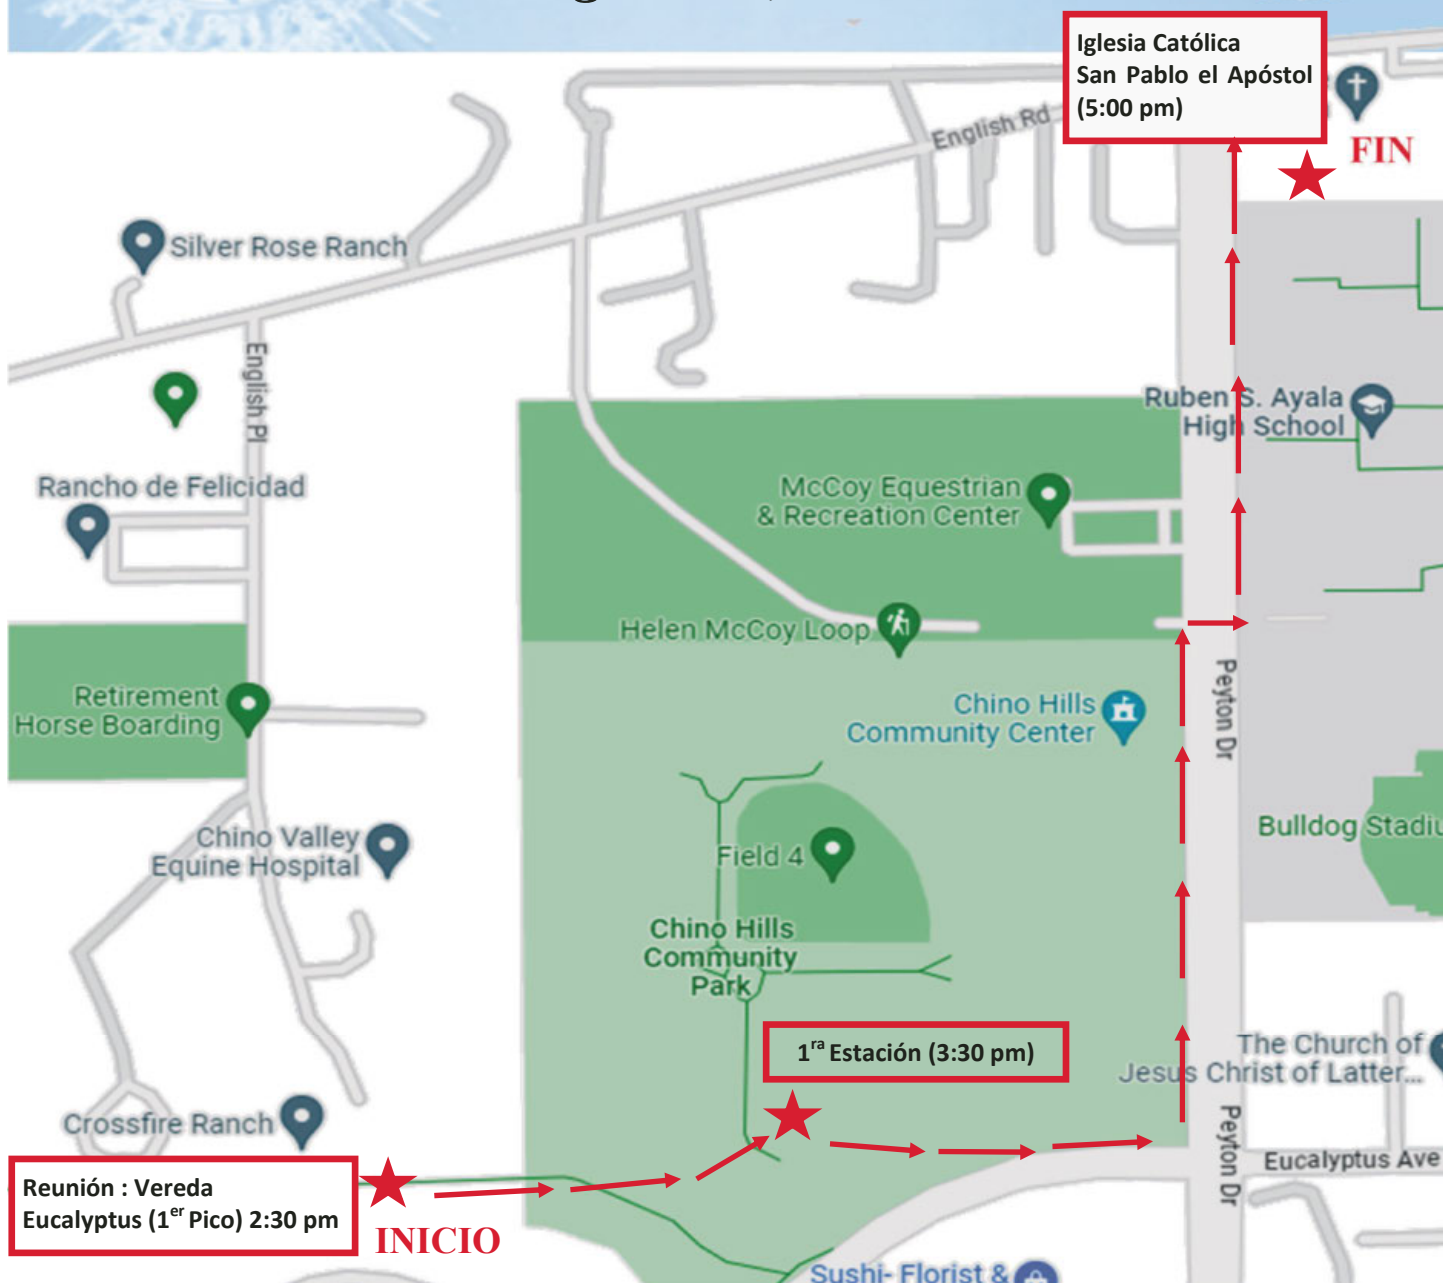 Iglesia Católica
San Pablo el Apóstol
(5:00 pm)
FIN
English Rd
Silver Rose Ranch
English Pl
Ruben S. Ayala
High School
Rancho de Felicidad
McCoy Equestrian
& Recreation Center
Helen McCoy Loop
Peyton Dr
Retirement
Horse Boarding
Chino Hills
Community Center
Chino Valley
Equine Hospital
Field 4
Bulldog Stadiu
Chino Hills
Community
Park
1ra Estación (3:30 pm)
The Church of
Jesus Christ of Latter...
Crossfire Ranch
Peyton Dr
Eucalyptus Ave
Reunión : Vereda
Eucalyptus (1er Pico) 2:30 pm
INICIO
Sushi- Florist &